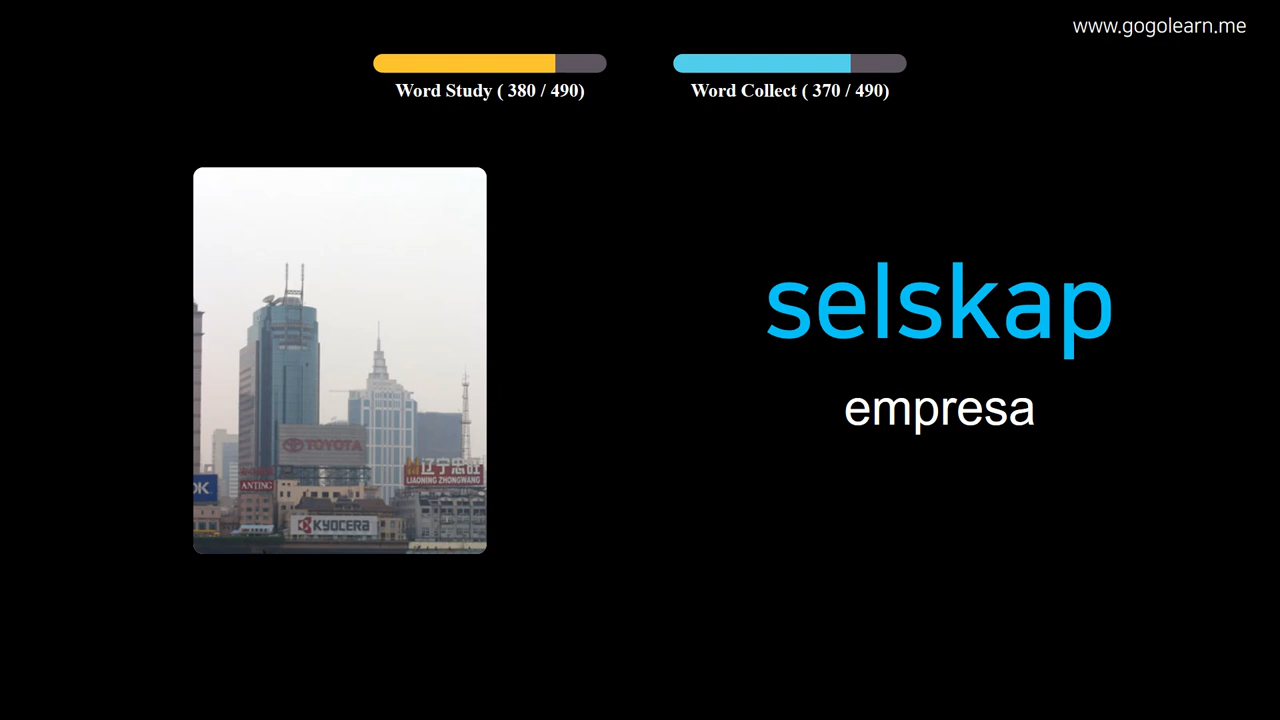 www.gogolearn.me
Word Study ( 380 / 490)
Word Collect ( 370 / 490)
selskap
empresa
TOYOTA
辽宁忠旺
LIAONING ZHONGWANG
OK
ANTING
KYOCERA